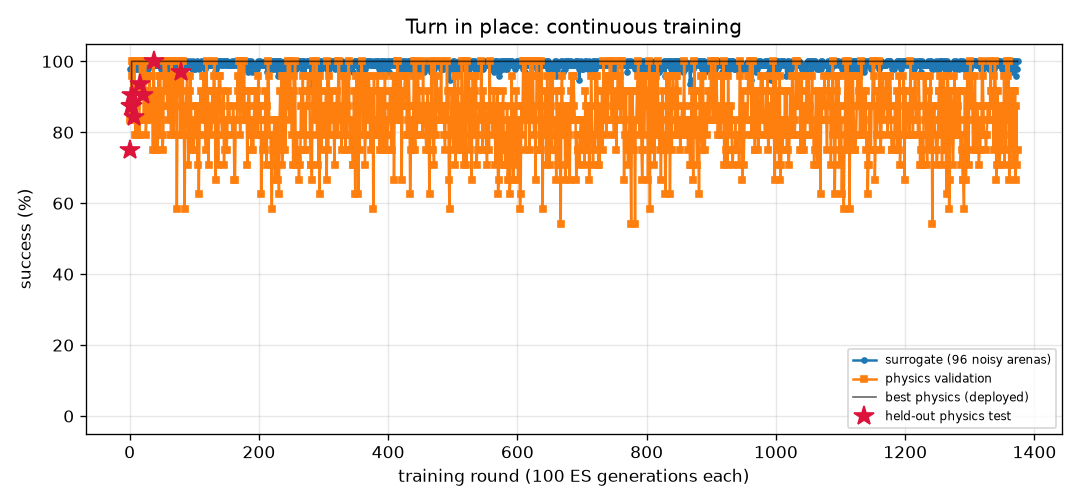 Turn in place: continuous training
success (%)
100
80
60
40
20
0
surrogate (96 noisy arenas)
physics validation
best physics (deployed)
held-out physics test
0 200 400 600 800 1000 1200 1400
training round (100 ES generations each)